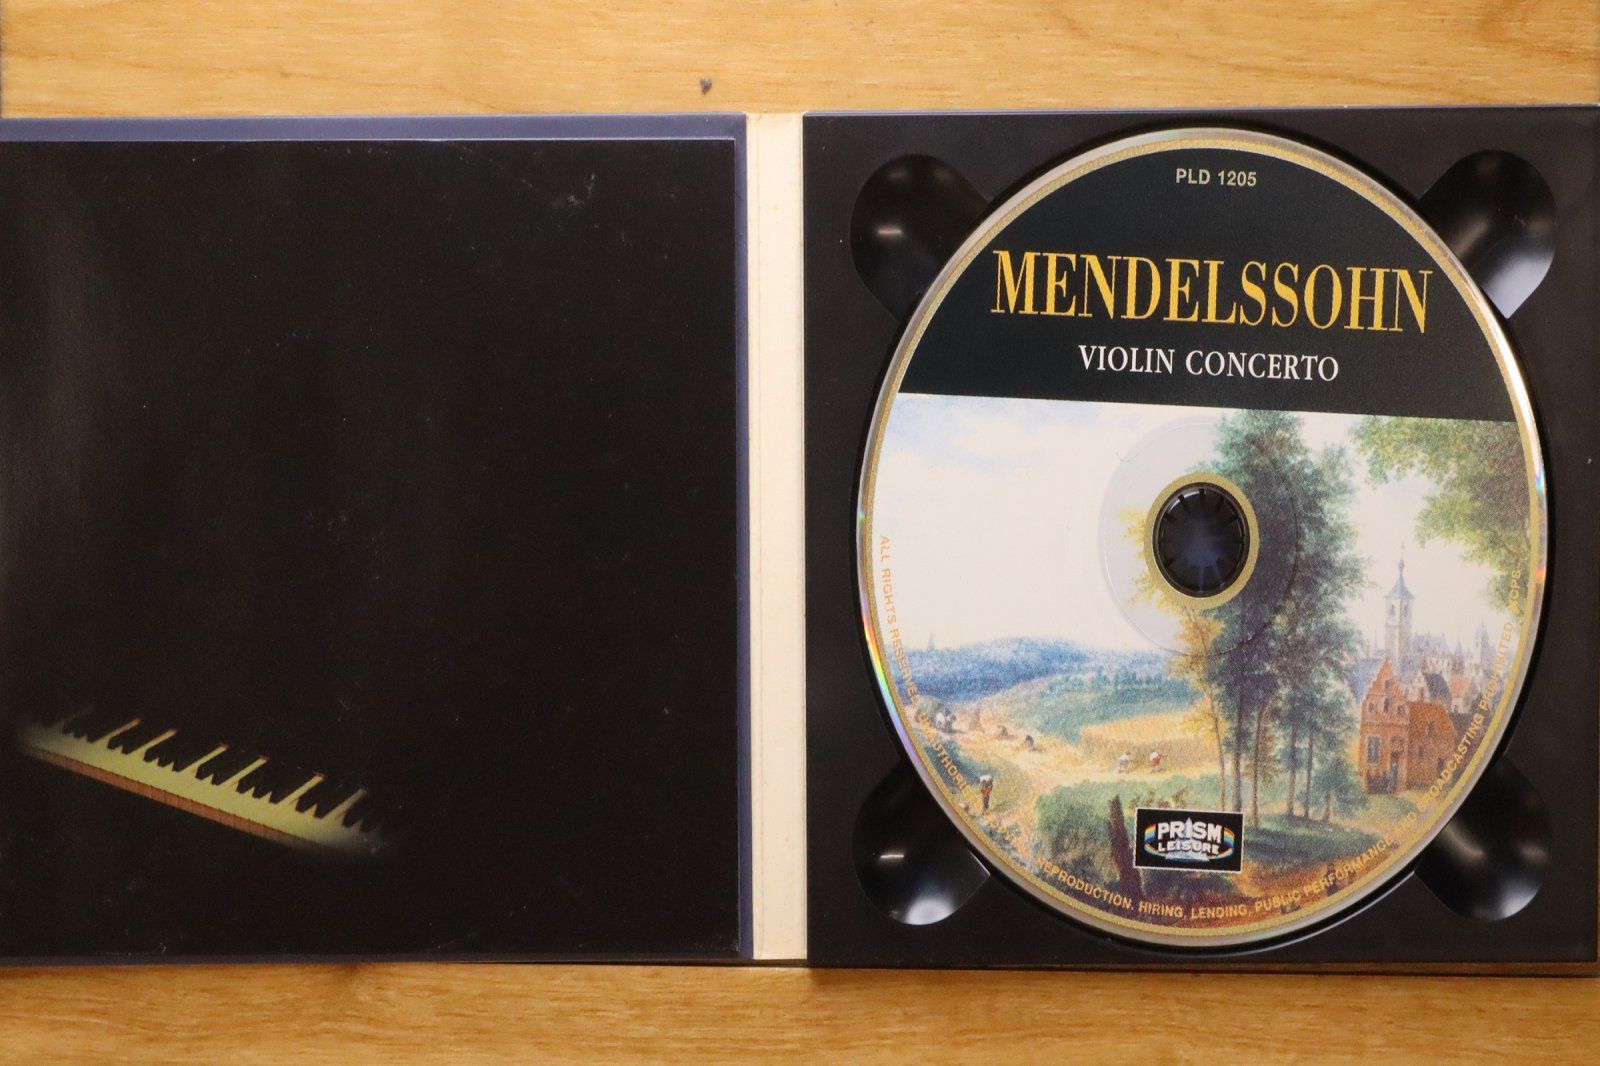 PLD 1205
MENDELSSOHN
VIOLIN CONCERTO
PRISM
LEISURE
ALL RIGHTS RESERVED. REPRODUCTION. HIRING, LENDING, PUBLIC PERFORMANCE AND BROADCASTING PROHIBITED.